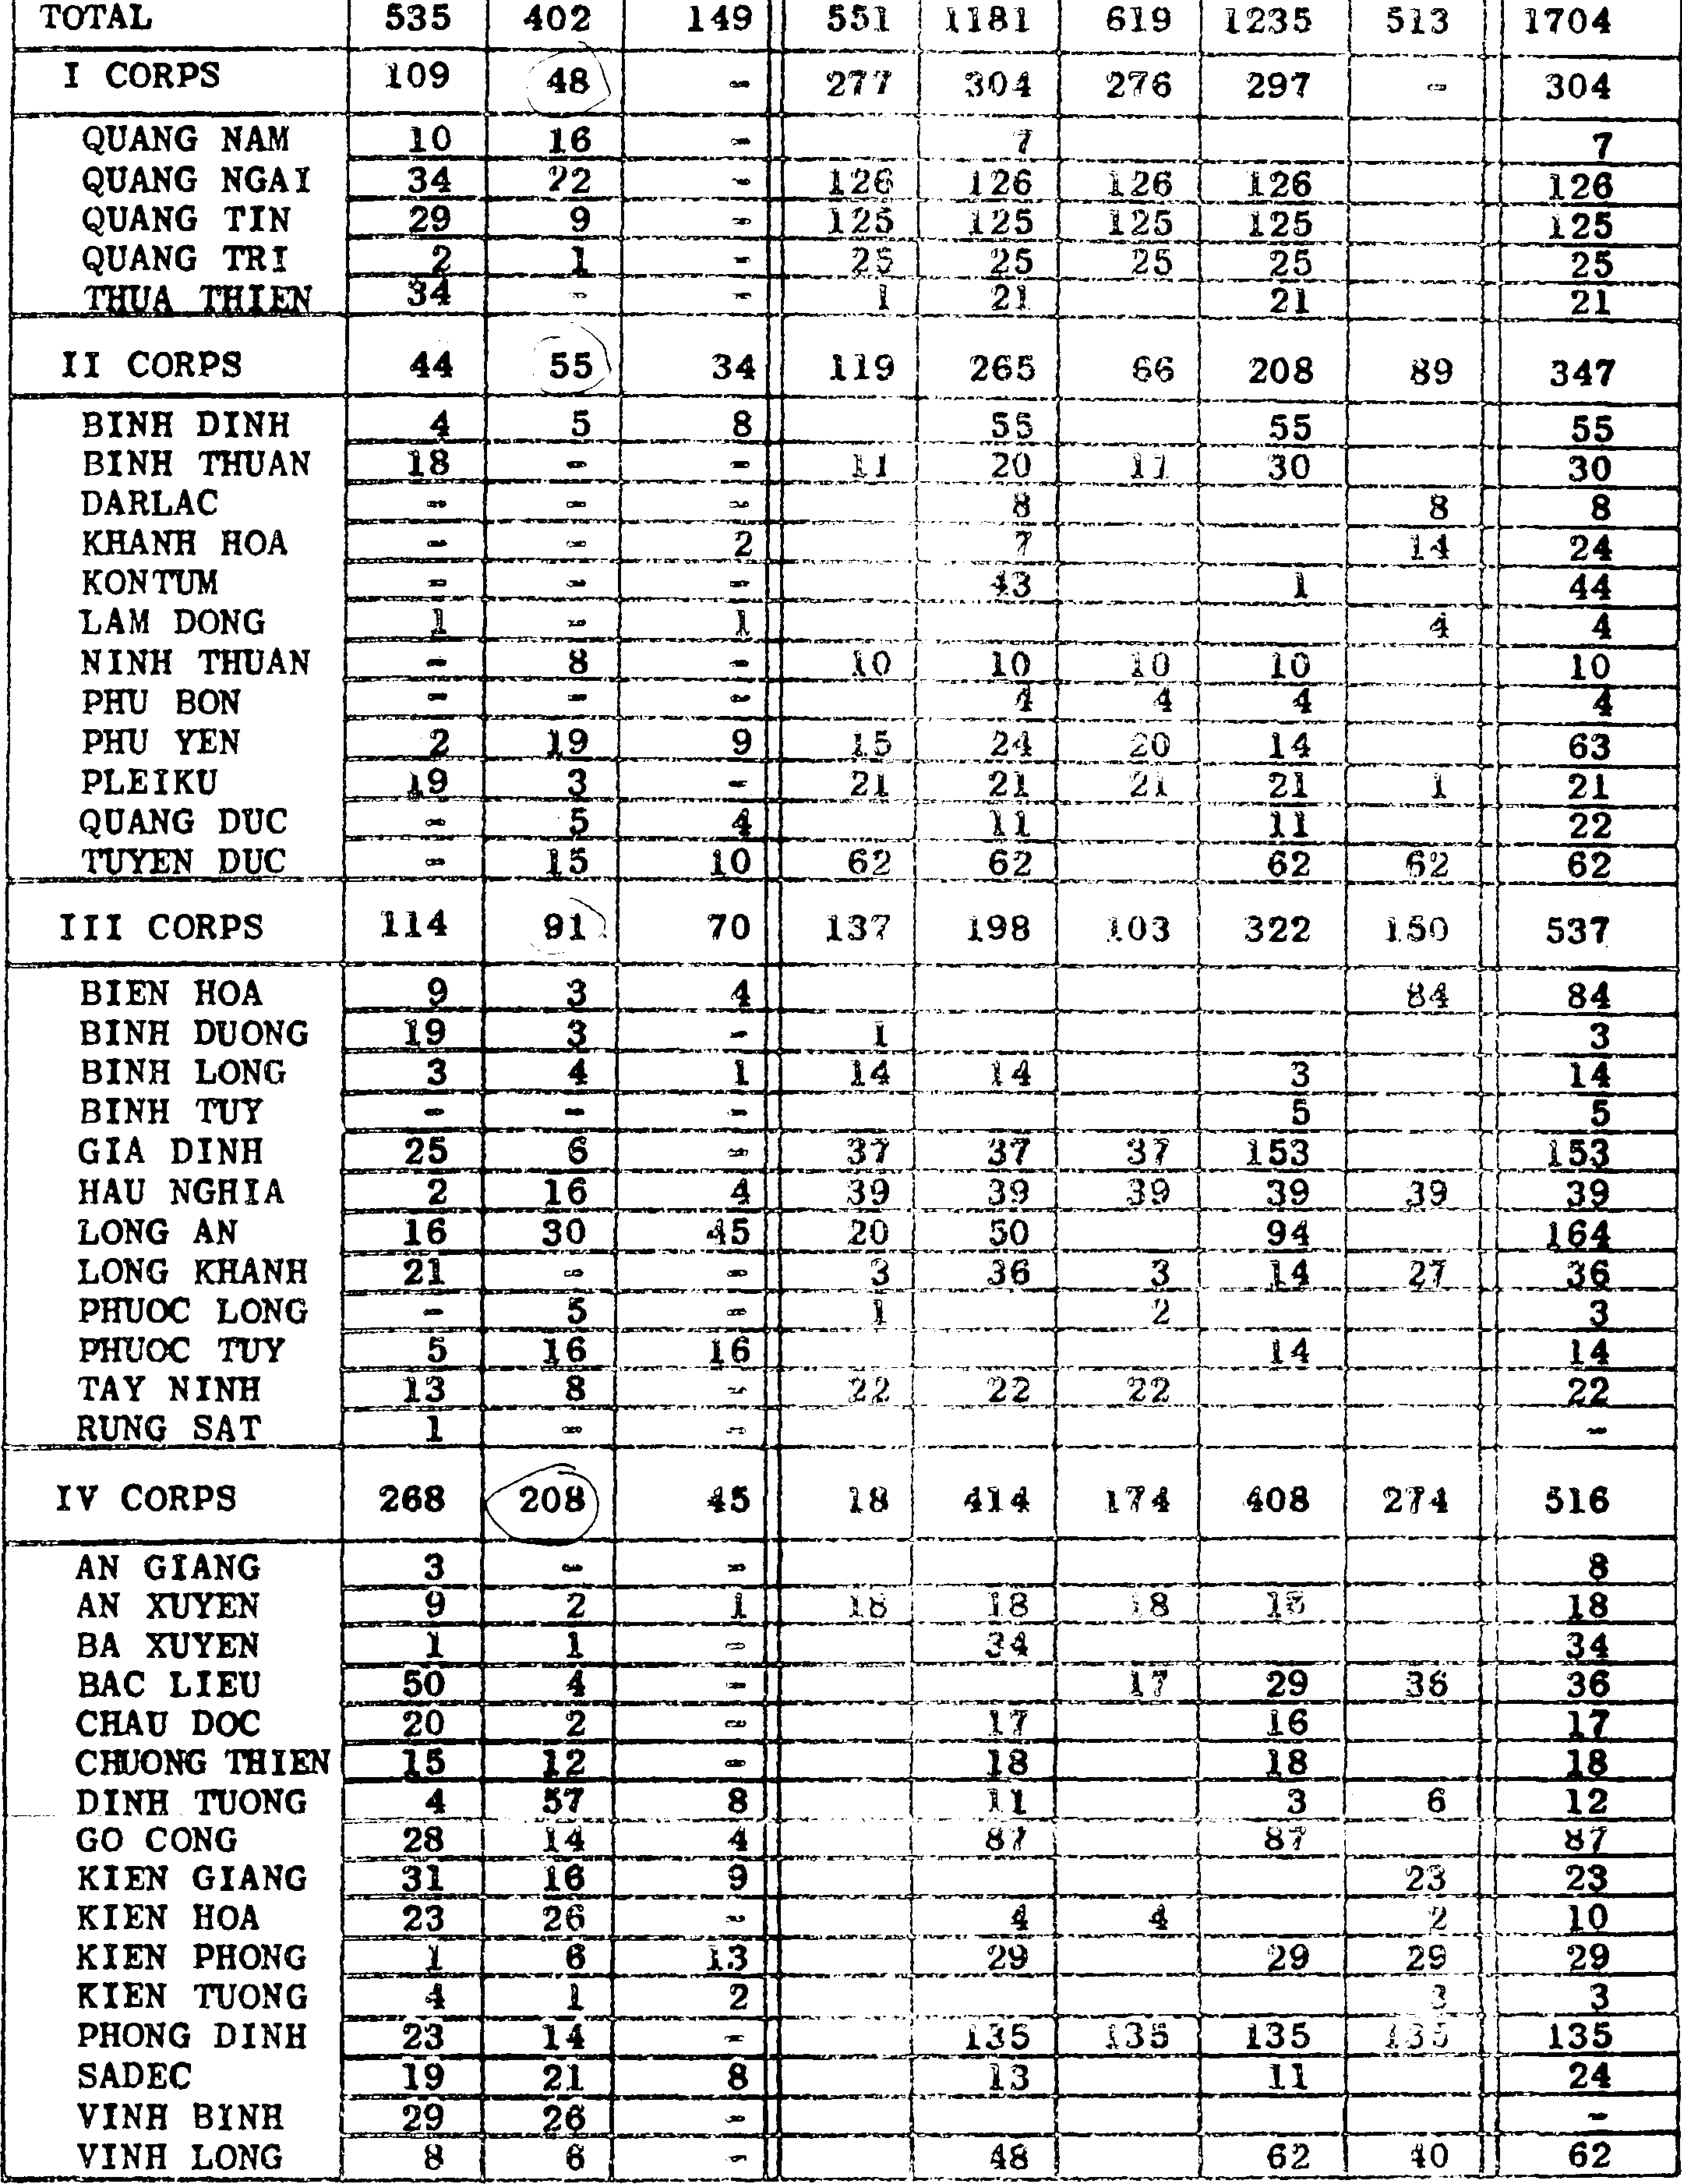 TOTAL 535 402 149 551 1181 619 1235 513 1704
I CORPS 109 48 - 277 304 276 297 - 304
QUANG NAM 10 16 - 7 7
QUANG NGAI 34 22 - 126 126 126 126 126
QUANG TIN 29 9 - 125 125 125 125 125
QUANG TRI 2 1 - 25 25 25 25 25
THUA THIEN 34 - - 1 21 21 21
II CORPS 44 55 34 119 265 66 208 89 347
BINH DINH 4 5 8 55 55 55
BINH THUAN 18 - - 11 20 11 30 30
DARLAC - - - 8 8 8
KHANH HOA - - 2 7 14 24
KONTUM - - - 43 1 44
LAM DONG 1 - 1 4 4
NINH THUAN - 8 - 10 10 10 10 10
PHU BON - - - 4 4 4 4
PHU YEN 2 19 9 15 24 20 14 63
PLEIKU 19 3 - 21 21 21 21 1 21
QUANG DUC - 5 4 11 11 22
TUYEN DUC - 15 10 62 62 62 62 62
III CORPS 114 91 70 137 198 103 322 150 537
BIEN HOA 9 3 4 84 84
BINH DUONG 19 3 - 1 3
BINH LONG 3 4 1 14 14 3 14
BINH TUY - - - 5 5
GIA DINH 25 6 - 37 37 37 153 153
HAU NGHIA 2 16 4 39 39 39 39 39 39
LONG AN 16 30 45 20 50 94 164
LONG KHANH 21 - - 3 36 3 14 27 36
PHUOC LONG - 5 - 1 2 3
PHUOC TUY 5 16 16 14 14
TAY NINH 13 8 - 22 22 22 22
RUNG SAT 1 - - -
IV CORPS 268 208 45 18 414 174 408 274 516
AN GIANG 3 - - 8
AN XUYEN 9 2 1 18 18 18 18 18
BA XUYEN 1 1 - 34 34
BAC LIEU 50 4 - 17 29 36 36
CHAU DOC 20 2 - 17 16 17
CHUONG THIEN 15 12 - 18 18 18
DINH TUONG 4 57 8 11 3 6 12
GO CONG 28 14 4 87 87 87
KIEN GIANG 31 16 9 23 23
KIEN HOA 23 26 - 4 4 2 10
KIEN PHONG 1 6 13 29 29 29 29
KIEN TUONG 4 1 2 3 3
PHONG DINH 23 14 - 135 135 135 135 135
SADEC 19 21 8 13 11 24
VINH BINH 29 26 - -
VINH LONG 8 6 - 48 62 40 62